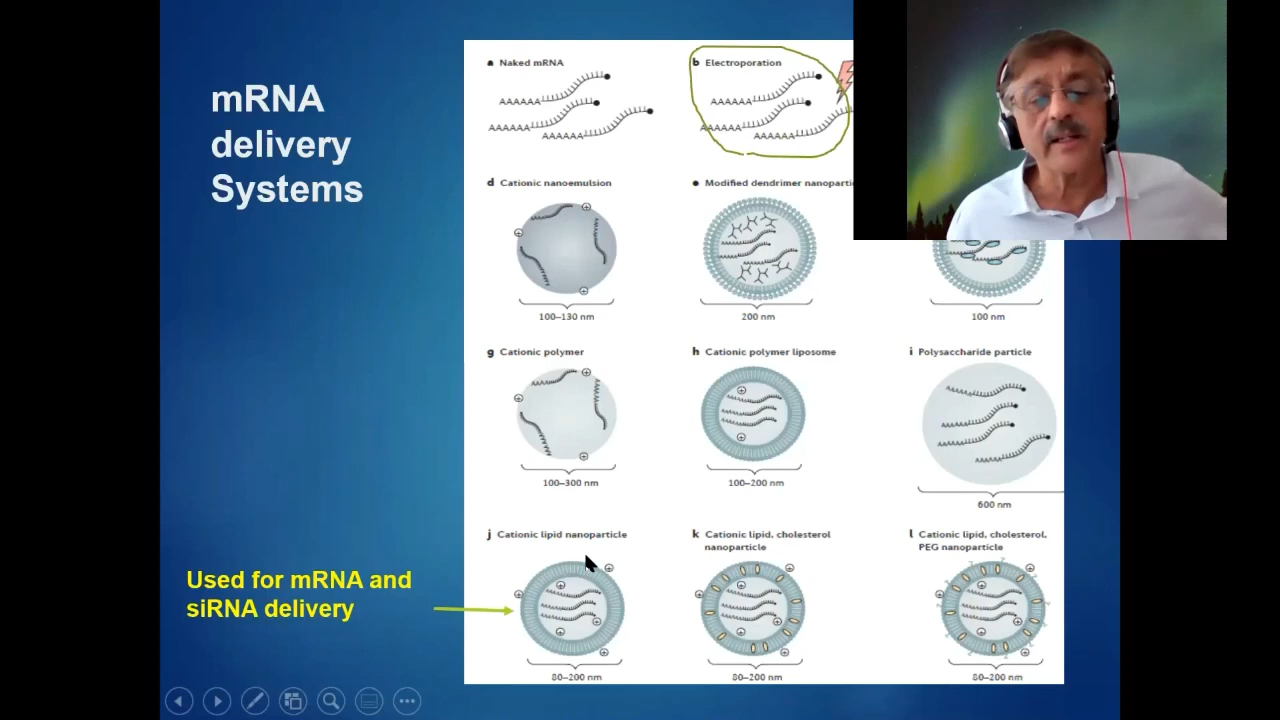 mRNA
delivery
Systems
a Naked mRNA
b Electroporation
AAAAAA
AAAAAA
AAAAAA
AAAAAA
AAAAAA
AAAAAA
d Cationic nanoemulsion
e Modified dendrimer nanoparti
100–130 nm
200 nm
100 nm
g Cationic polymer
h Cationic polymer liposome
i Polysaccharide particle
100–300 nm
100–200 nm
600 nm
j Cationic lipid nanoparticle
k Cationic lipid, cholesterol
nanoparticle
l Cationic lipid, cholesterol,
PEG nanoparticle
Used for mRNA and
siRNA delivery
80–200 nm
80–200 nm
80–200 nm